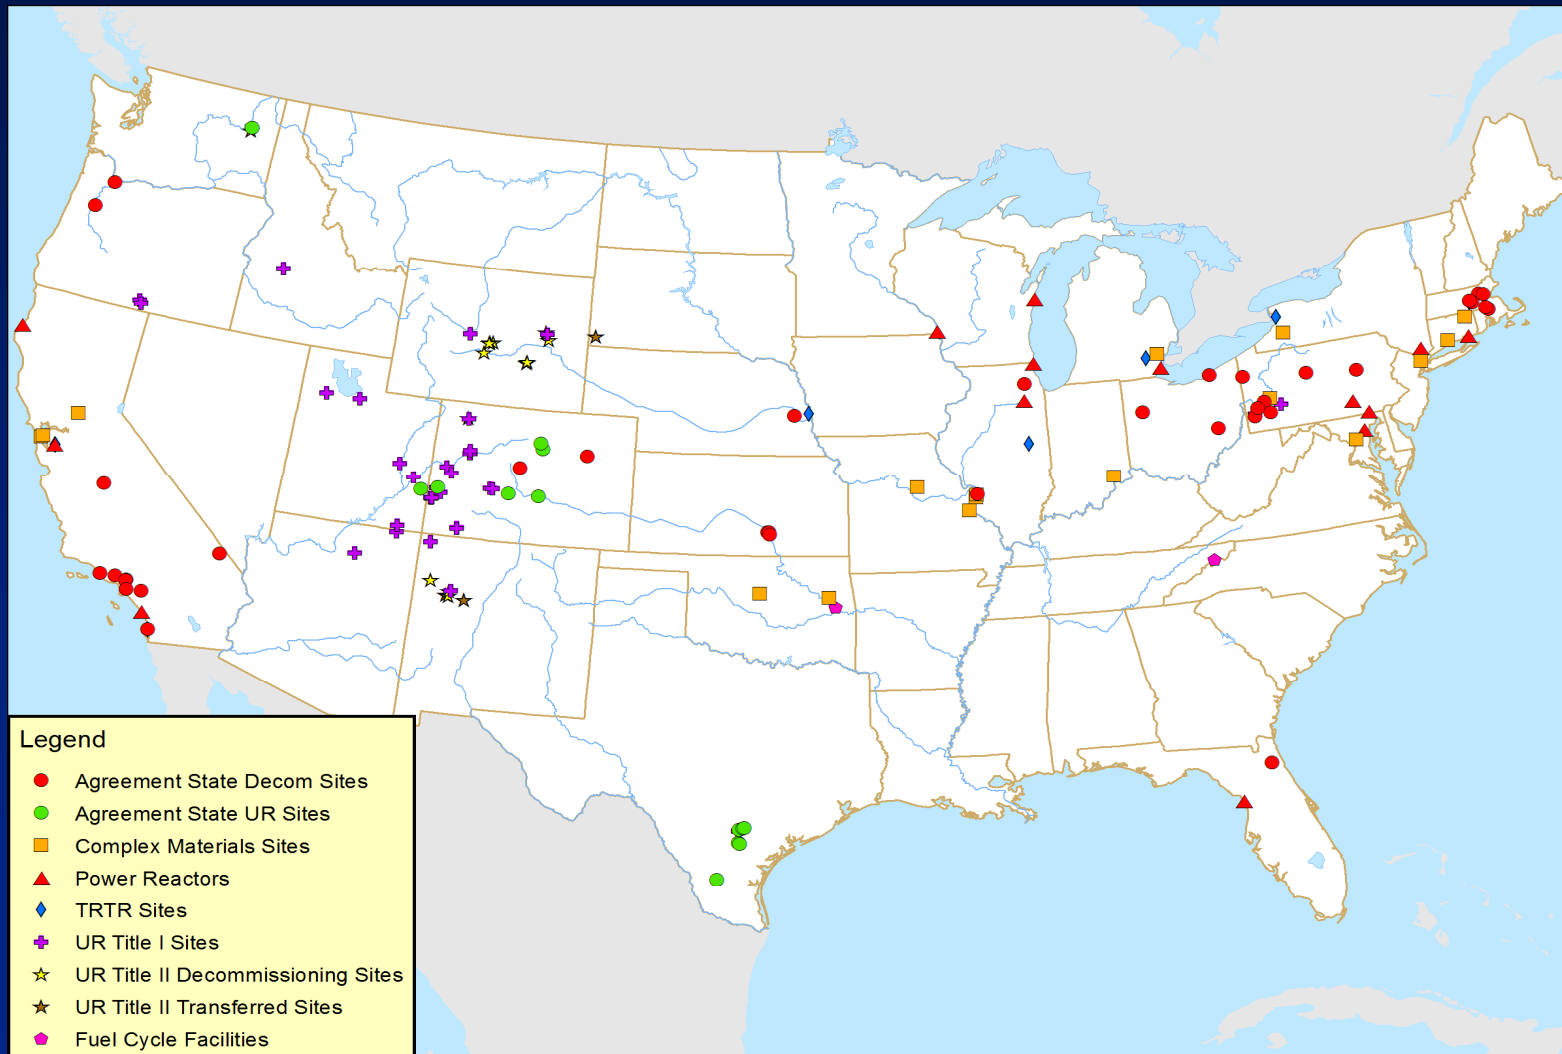 Legend
Agreement State Decom Sites
Agreement State UR Sites
Complex Materials Sites
Power Reactors
TRTR Sites
UR Title I Sites
UR Title II Decommissioning Sites
UR Title II Transferred Sites
Fuel Cycle Facilities